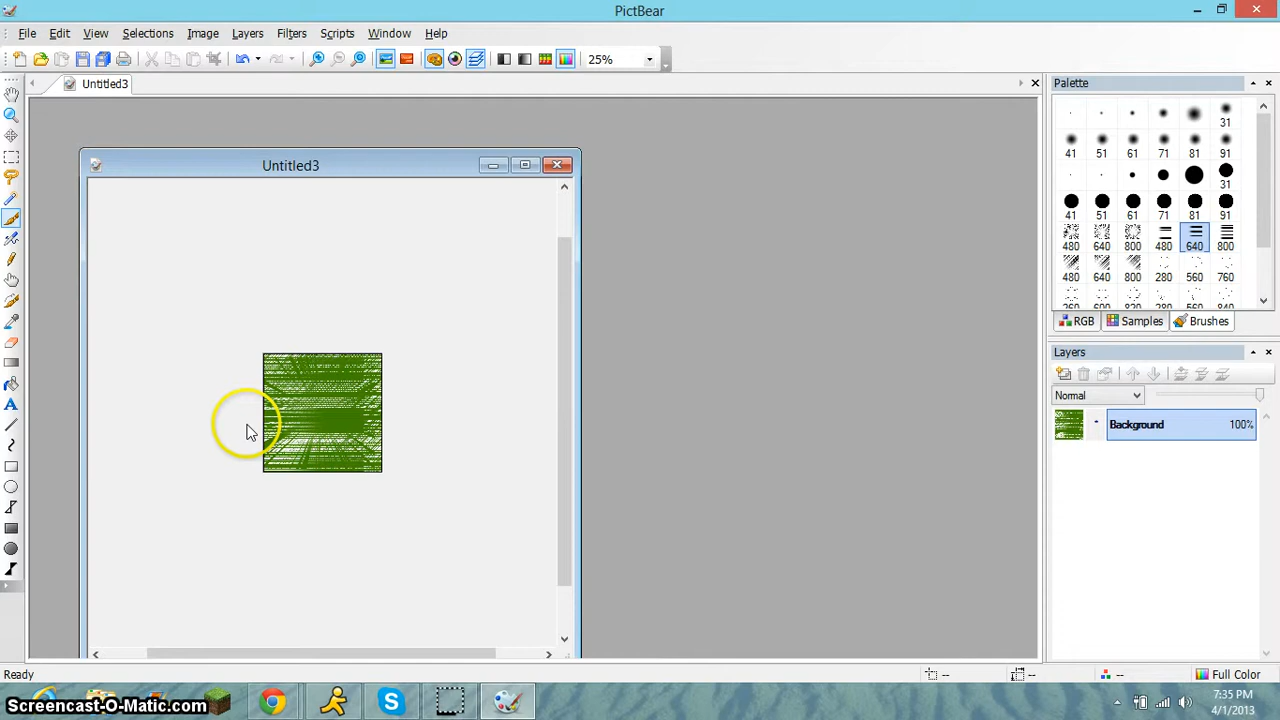 PictBear
File Edit View Selections Image Layers Filters Scripts Window Help
25%
Untitled3
Untitled3
Palette
31
41 51 61 71 81 91
31
41 51 61 71 81 91
480 640 800 480 640 800
480 640 800 280 560 760
RGB Samples Brushes
Layers
Normal
Background 100%
Ready
-- -- -- Full Color
Screencast-O-Matic.com
7:35 PM
4/1/2013